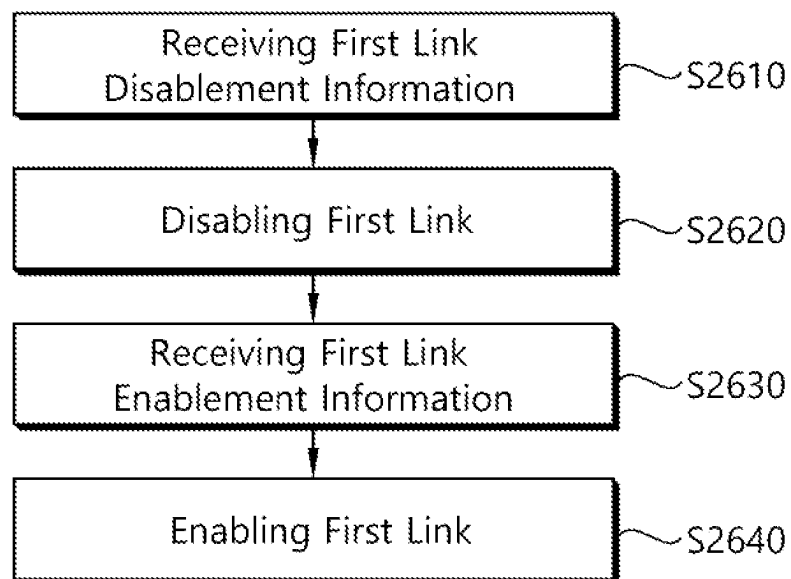 Receiving First Link
Disablement Information
S2610
Disabling First Link
S2620
Receiving First Link
Enablement Information
S2630
Enabling First Link
S2640